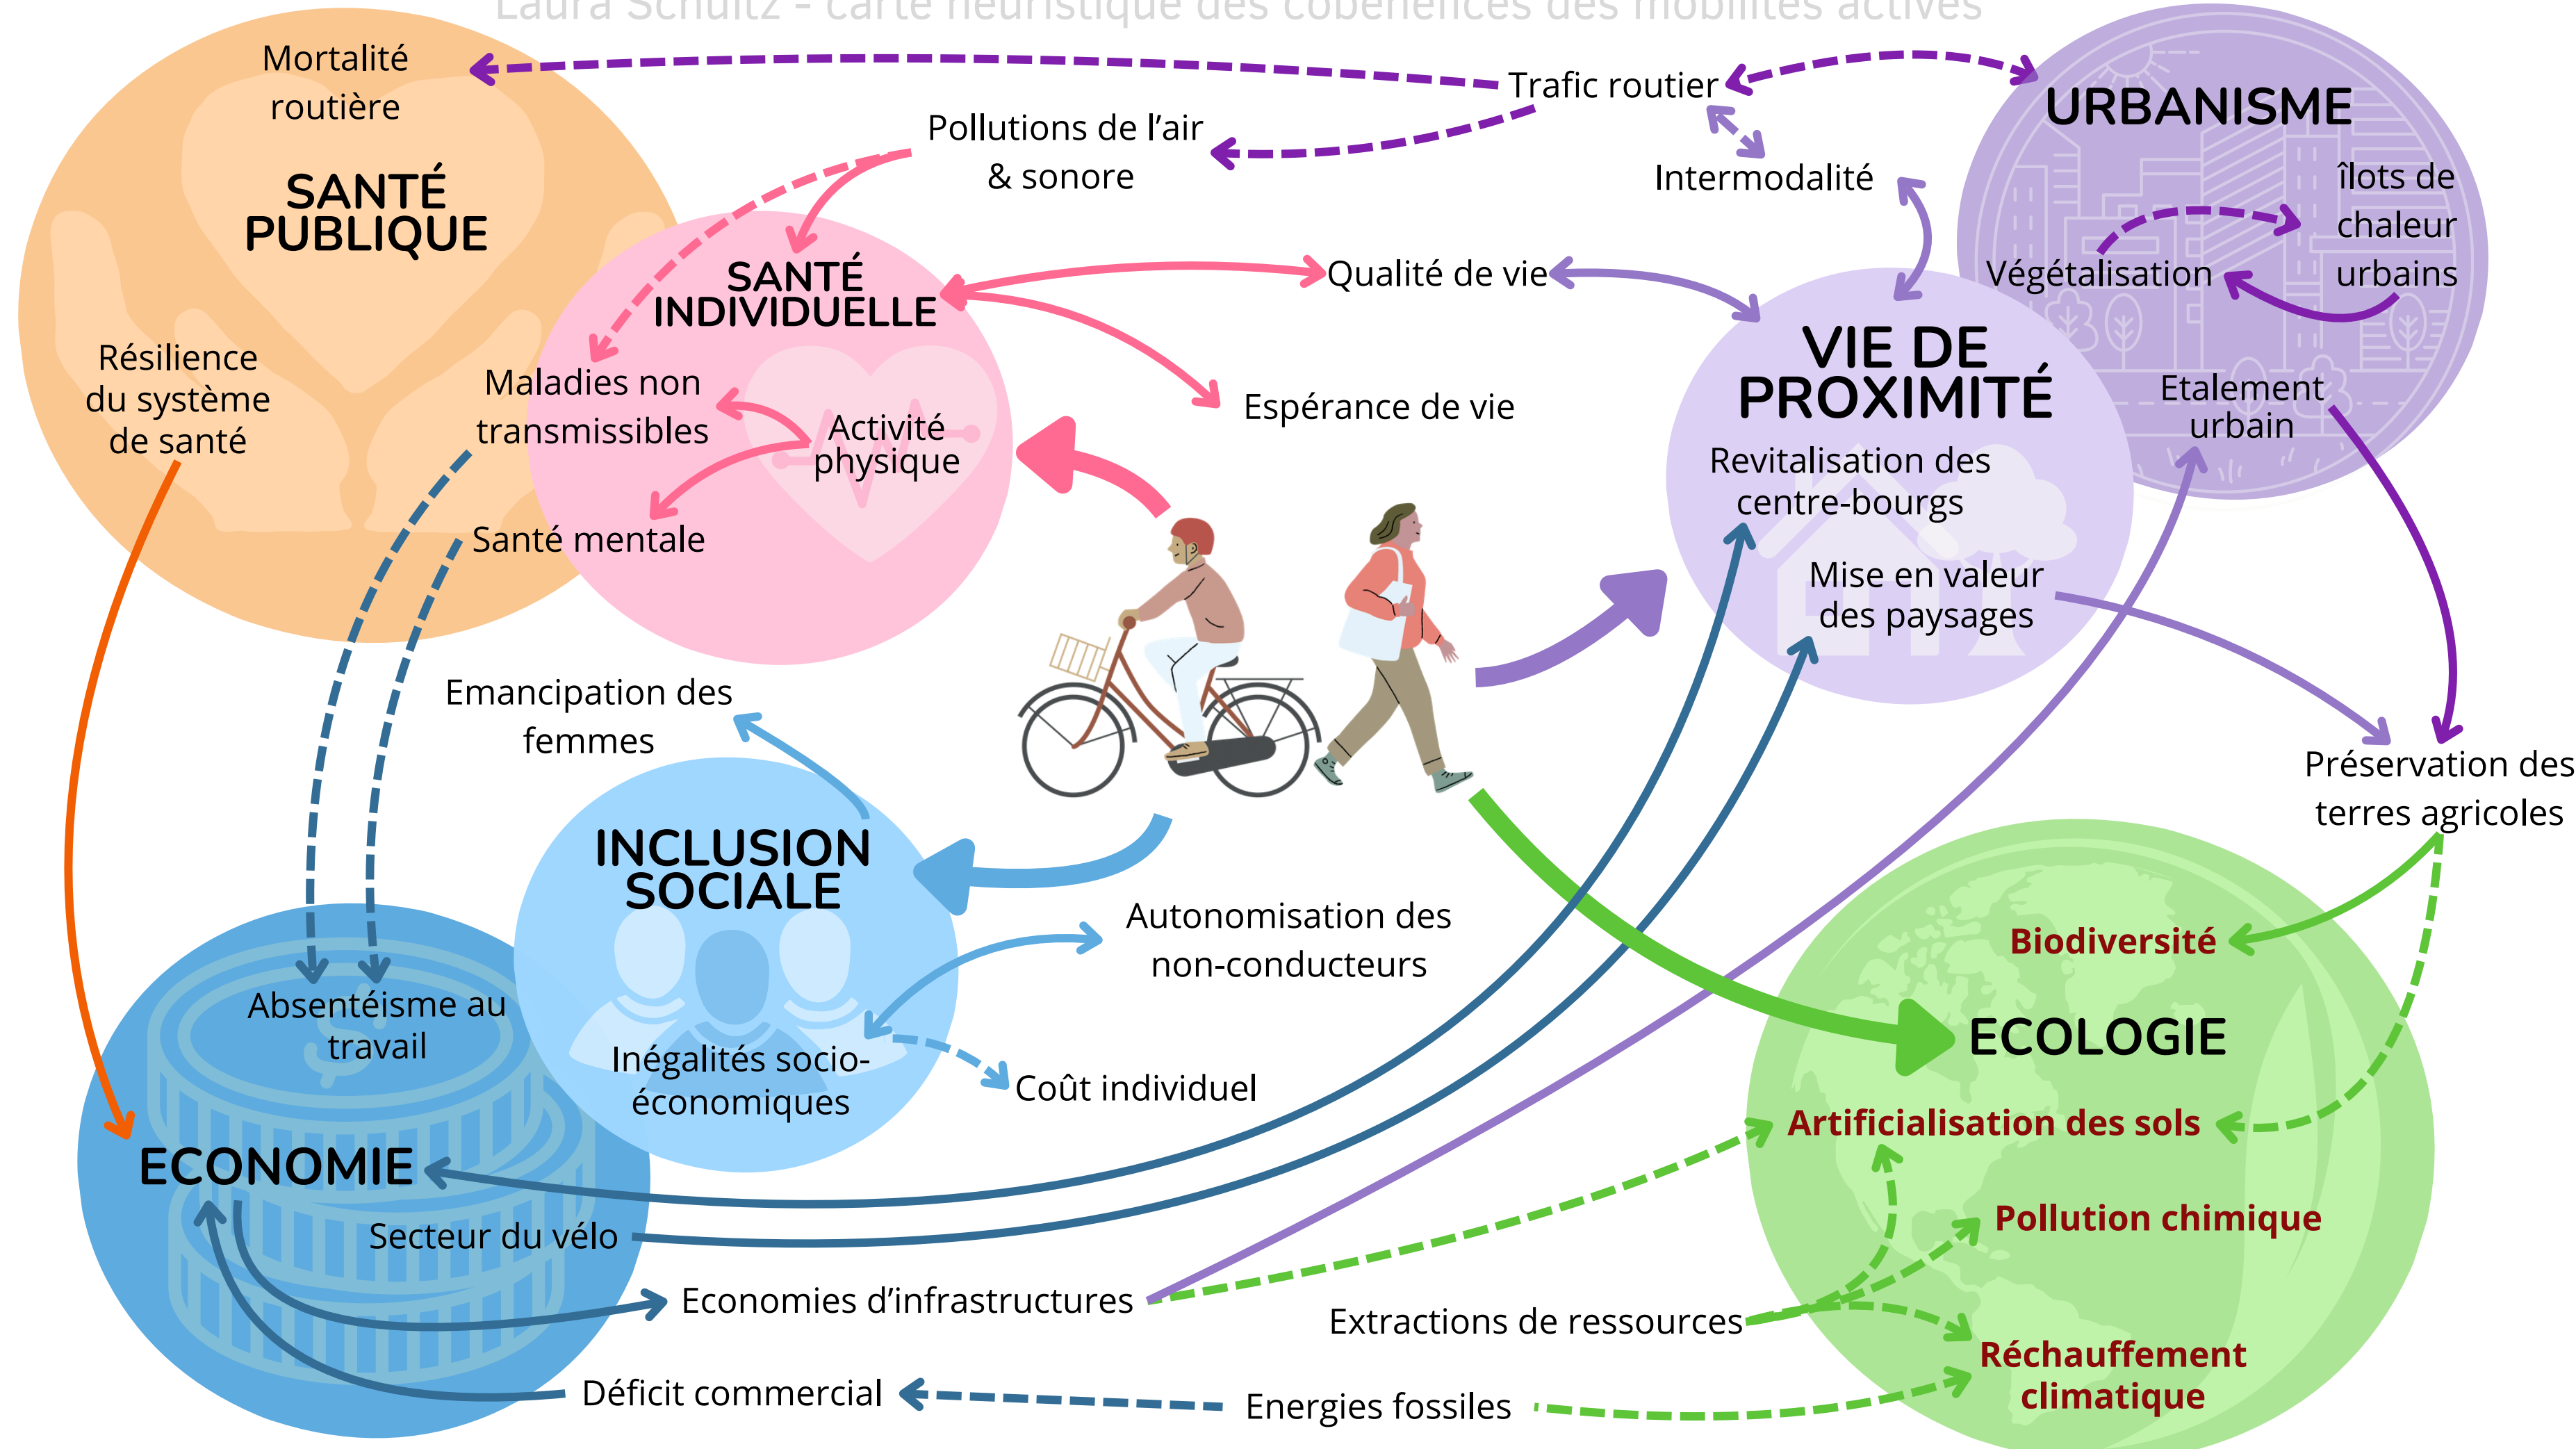 Laura Schultz - carte heuristique des cobénéfices des mobilités actives
Mortalité
routière
SANTÉ
PUBLIQUE
Résilience
du système
de santé
Pollutions de l’air
& sonore
Trafic routier
Intermodalité
URBANISME
îlots de
chaleur
urbains
Végétalisation
Etalement
urbain
SANTÉ
INDIVIDUELLE
Maladies non
transmissibles
Activité
physique
Santé mentale
Qualité de vie
Espérance de vie
VIE DE
PROXIMITÉ
Revitalisation des
centre-bourgs
Mise en valeur
des paysages
Emancipation des
femmes
INCLUSION
SOCIALE
Inégalités socio-
économiques
Autonomisation des
non-conducteurs
Coût individuel
Préservation des
terres agricoles
Biodiversité
ECOLOGIE
Artificialisation des sols
Pollution chimique
Réchauffement
climatique
$
Absentéisme au
travail
ECONOMIE
Secteur du vélo
Economies d’infrastructures
Extractions de ressources
Déficit commercial
Energies fossiles